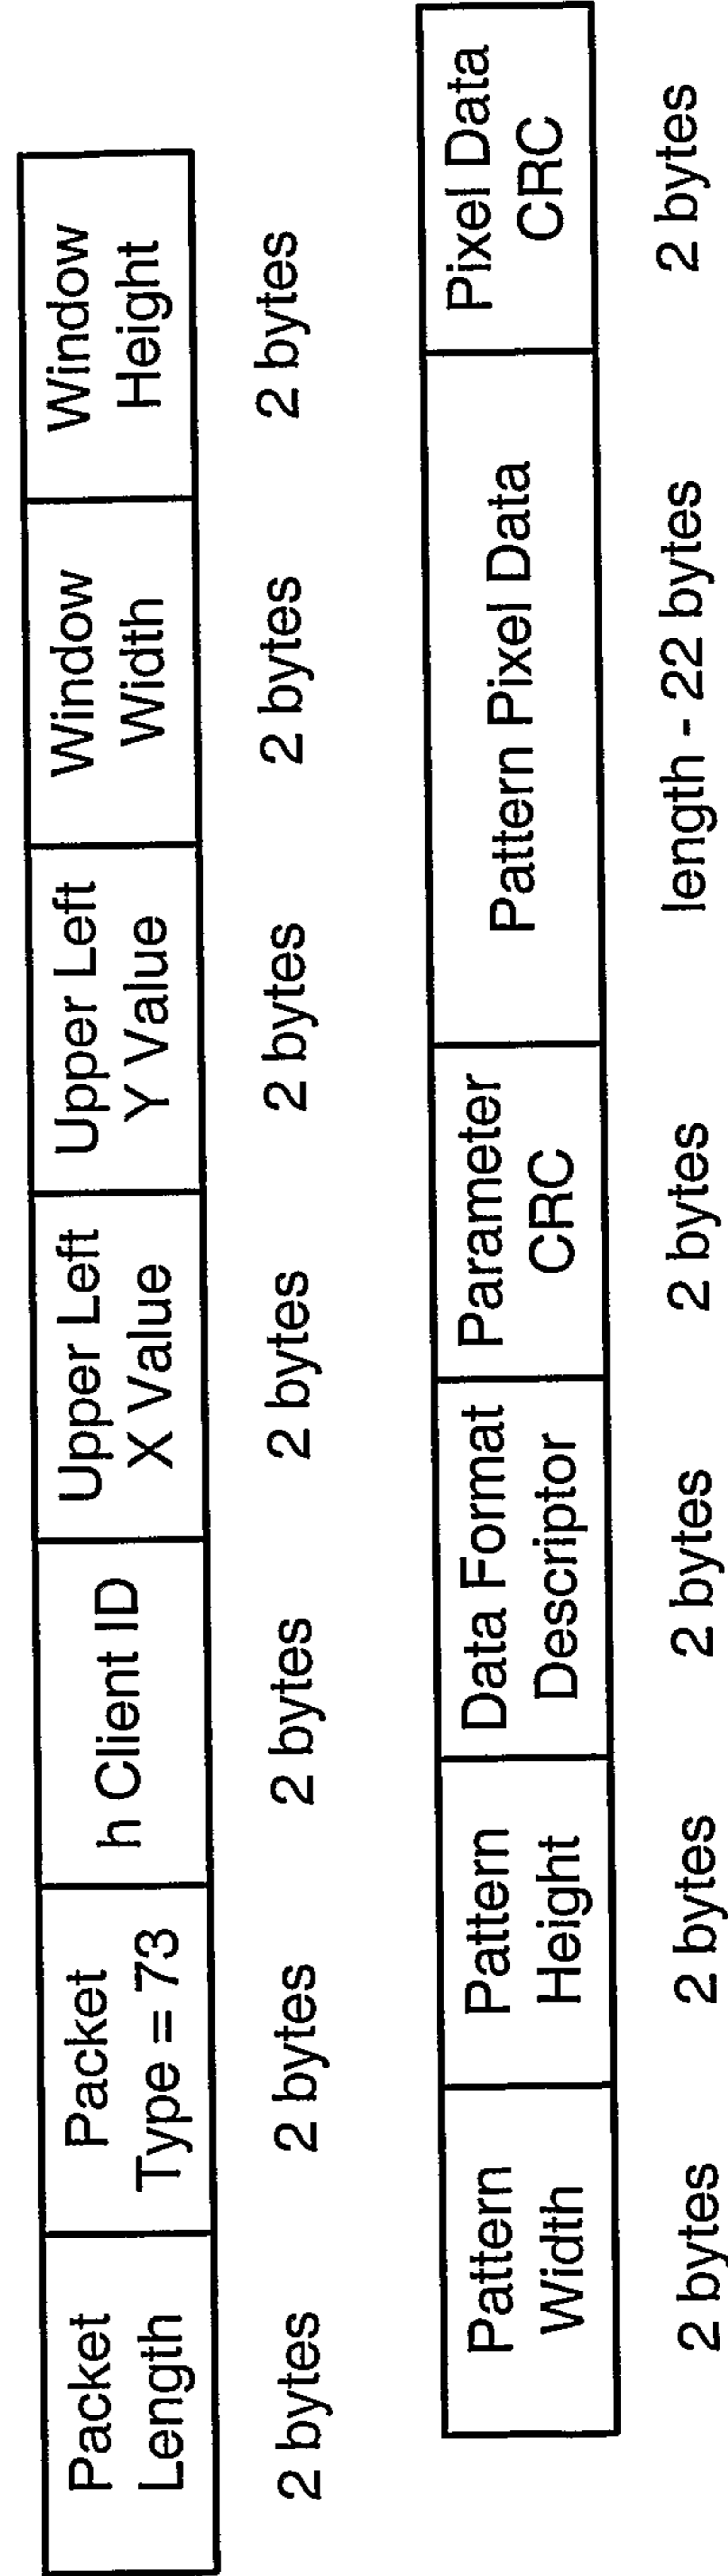 Packet
Length
Packet
Type = 73
h Client ID
Upper Left
X Value
Upper Left
Y Value
Window
Width
Window
Height
2 bytes
2 bytes
2 bytes
2 bytes
2 bytes
2 bytes
2 bytes
Pattern
Width
Pattern
Height
Data Format
Descriptor
Parameter
CRC
Pattern Pixel Data
Pixel Data
CRC
2 bytes
2 bytes
2 bytes
2 bytes
length - 22 bytes
2 bytes